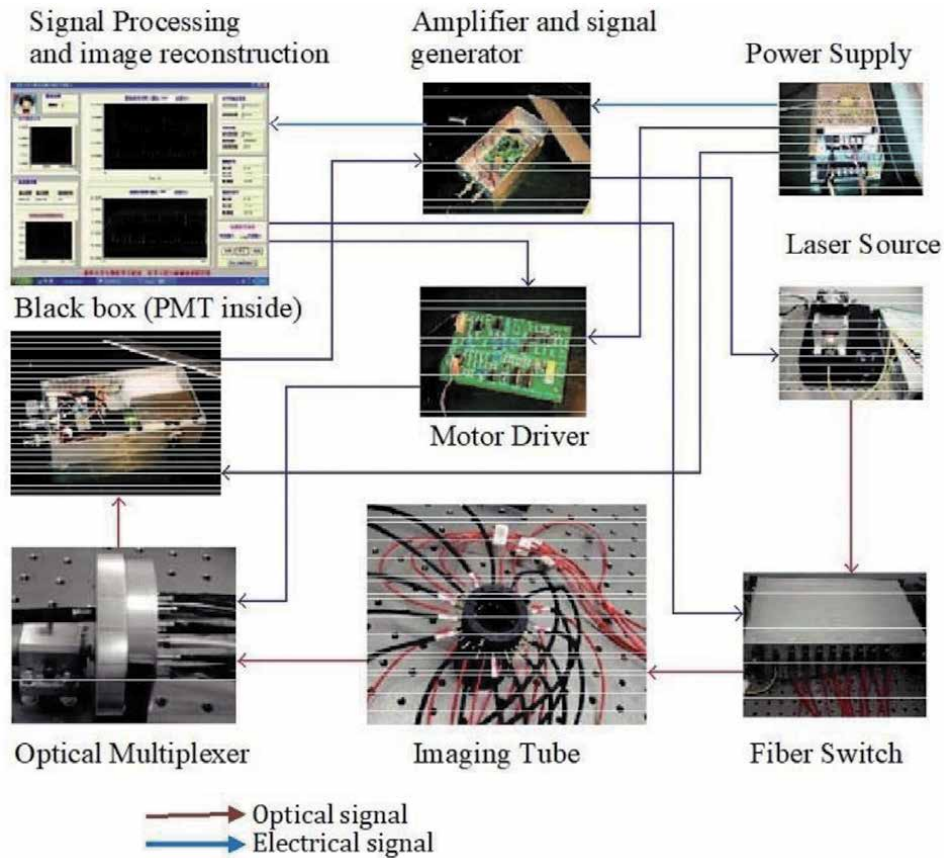 Signal Processing
and image reconstruction
Amplifier and signal
generator
Power Supply
Laser Source
Black box (PMT inside)
Motor Driver
Optical Multiplexer
Imaging Tube
Fiber Switch
Optical signal
Electrical signal